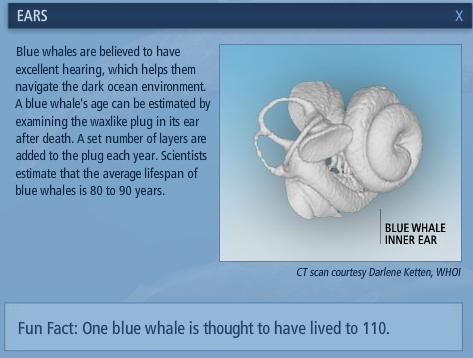 EARS
X
Blue whales are believed to have
excellent hearing, which helps them
navigate the dark ocean environment.
A blue whale's age can be estimated by
examining the waxlike plug in its ear
after death. A set number of layers are
added to the plug each year. Scientists
estimate that the average lifespan of
blue whales is 80 to 90 years.
BLUE WHALE
INNER EAR
CT scan courtesy Darlene Ketten, WHOI
Fun Fact: One blue whale is thought to have lived to 110.